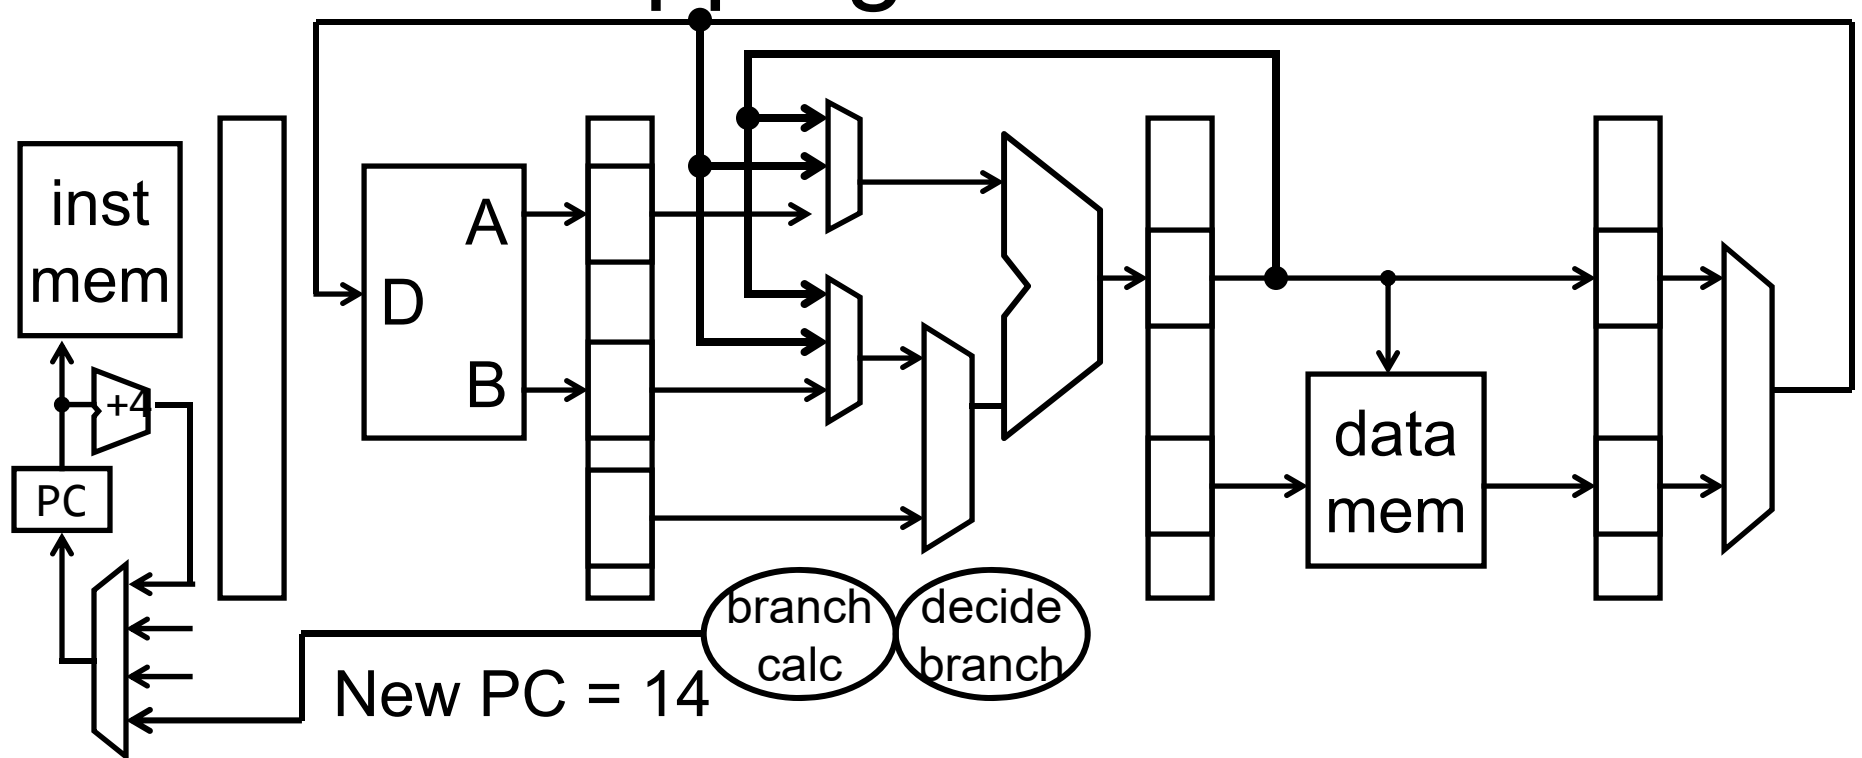 inst
mem
+4
PC
A
D
B
data
mem
branch
calc
decide
branch
New PC = 14